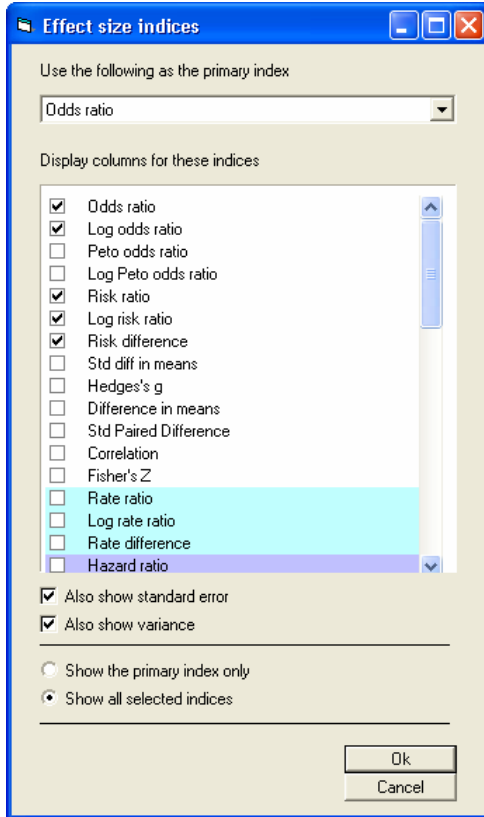 Effect size indices
Use the following as the primary index
Odds ratio
Display columns for these indices
Odds ratio
Log odds ratio
Peto odds ratio
Log Peto odds ratio
Risk ratio
Log risk ratio
Risk difference
Std diff in means
Hedges's g
Difference in means
Std Paired Difference
Correlation
Fisher's Z
Rate ratio
Log rate ratio
Rate difference
Hazard ratio
Also show standard error
Also show variance
Show the primary index only
Show all selected indices
Ok
Cancel